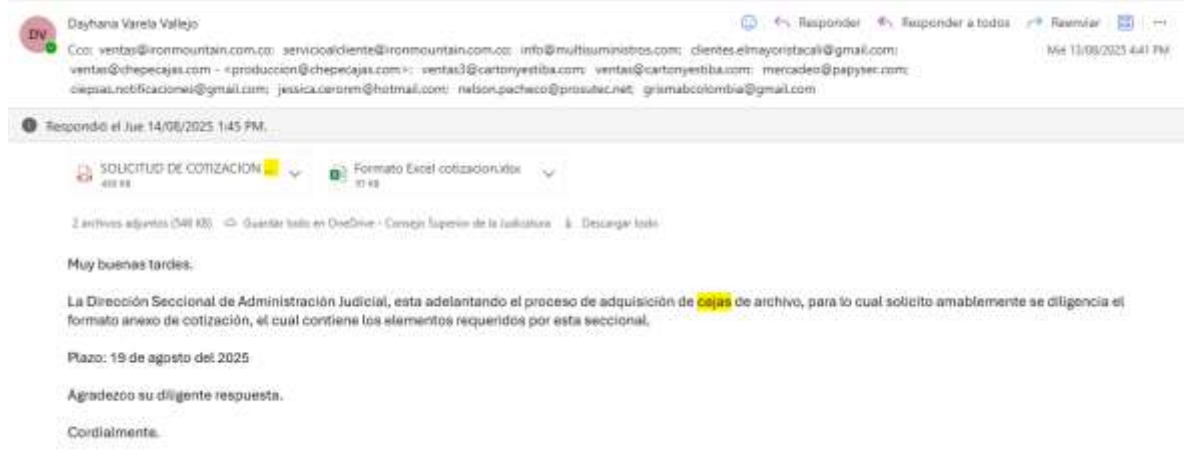 DV
Dayhana Varela Vallejo
Responder
Responder a todos
Reenviar
Cco: ventas@ironmountain.com.co; servicioalcliente@ironmountain.com.co; info@multisuministros.com; clientes.elmayoristacali@gmail.com;
Mié 13/08/2025 4:41 PM
ventas@chepecajas.com - <produccion@chepecajas.com>; ventas3@cartonyestiba.com; ventas@cartonyestiba.com; mercadeo@papyser.com;
ciepsas.notificaciones@gmail.com; jessica.ceronm@hotmail.com; nelson.pacheco@prosutec.net; grismabcolombia@gmail.com
Respondió el Jue 14/08/2025 1:45 PM.
SOLICITUD DE COTIZACION ...
Formato Excel cotizacion.xlsx
2 archivos adjuntos (548 KB)
Guardar todo en OneDrive - Consejo Superior de la Judicatura
Descargar todo
Muy buenas tardes.
La Dirección Seccional de Administración Judicial, esta adelantando el proceso de adquisición de cajas de archivo, para lo cual solicito amablemente se diligencia el
formato anexo de cotización, el cual contiene los elementos requeridos por esta seccional.
Plazo: 19 de agosto del 2025
Agradezco su diligente respuesta.
Cordialmente.